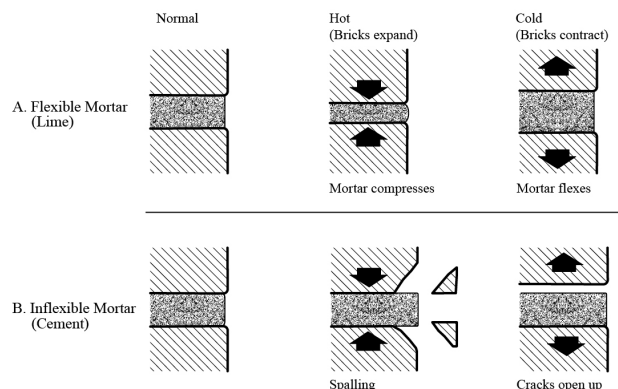 Normal
Hot
(Bricks expand)
Cold
(Bricks contract)
A. Flexible Mortar
(Lime)
Mortar compresses
Mortar flexes
B. Inflexible Mortar
(Cement)
Spalling
Cracks open up